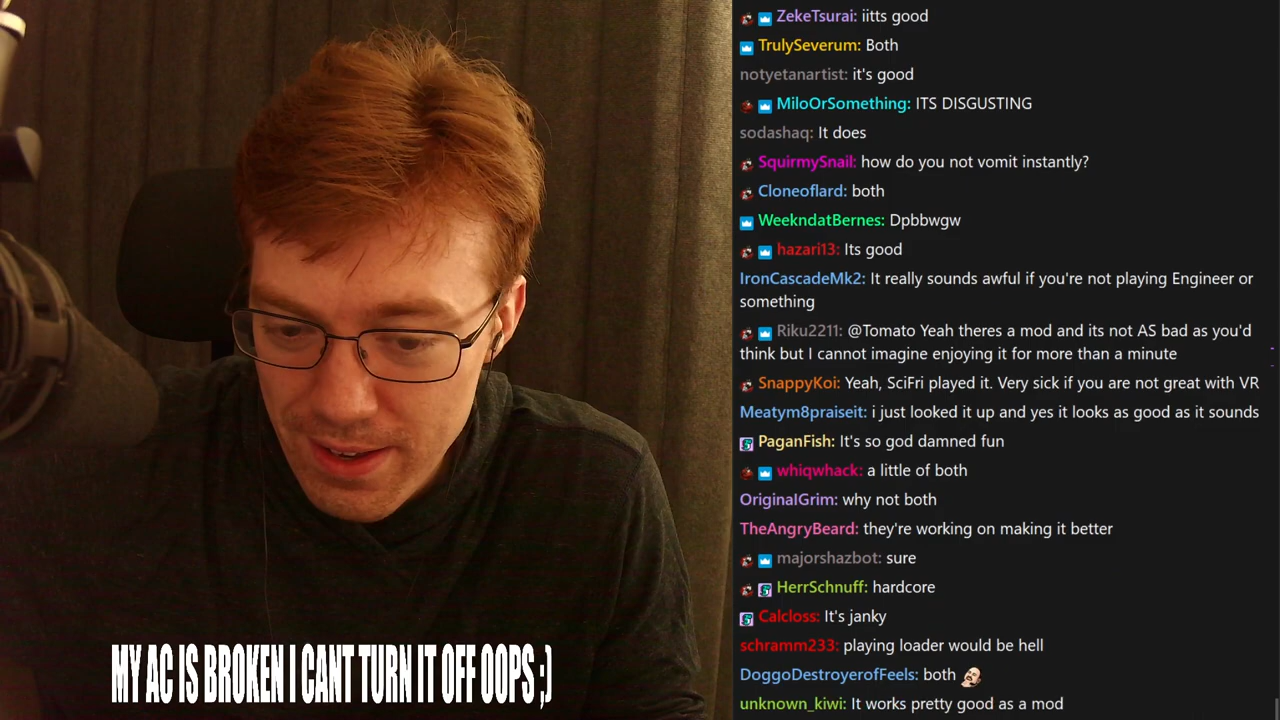 ZekeTsurai: iitts good
TrulySeverum: Both
notyetanartist: it's good
MiloOrSomething: ITS DISGUSTING
sodashaq: It does
SquirmySnail: how do you not vomit instantly?
Cloneoflard: both
WeekndatBernes: Dpbbwgw
hazari13: Its good
IronCascadeMk2: It really sounds awful if you're not playing Engineer or
something
Riku2211: @Tomato Yeah theres a mod and its not AS bad as you'd
think but I cannot imagine enjoying it for more than a minute
SnappyKoi: Yeah, SciFri played it. Very sick if you are not great with VR
Meatym8praiseit: i just looked it up and yes it looks as good as it sounds
PaganFish: It's so god damned fun
whiqwhack: a little of both
OriginalGrim: why not both
TheAngryBeard: they're working on making it better
majorshazbot: sure
HerrSchnuff: hardcore
Calcloss: It's janky
schramm233: playing loader would be hell
DoggoDestroyerofFeels: both
unknown_kiwi: It works pretty good as a mod
MY AC IS BROKEN I CANT TURN IT OFF OOPS ;)